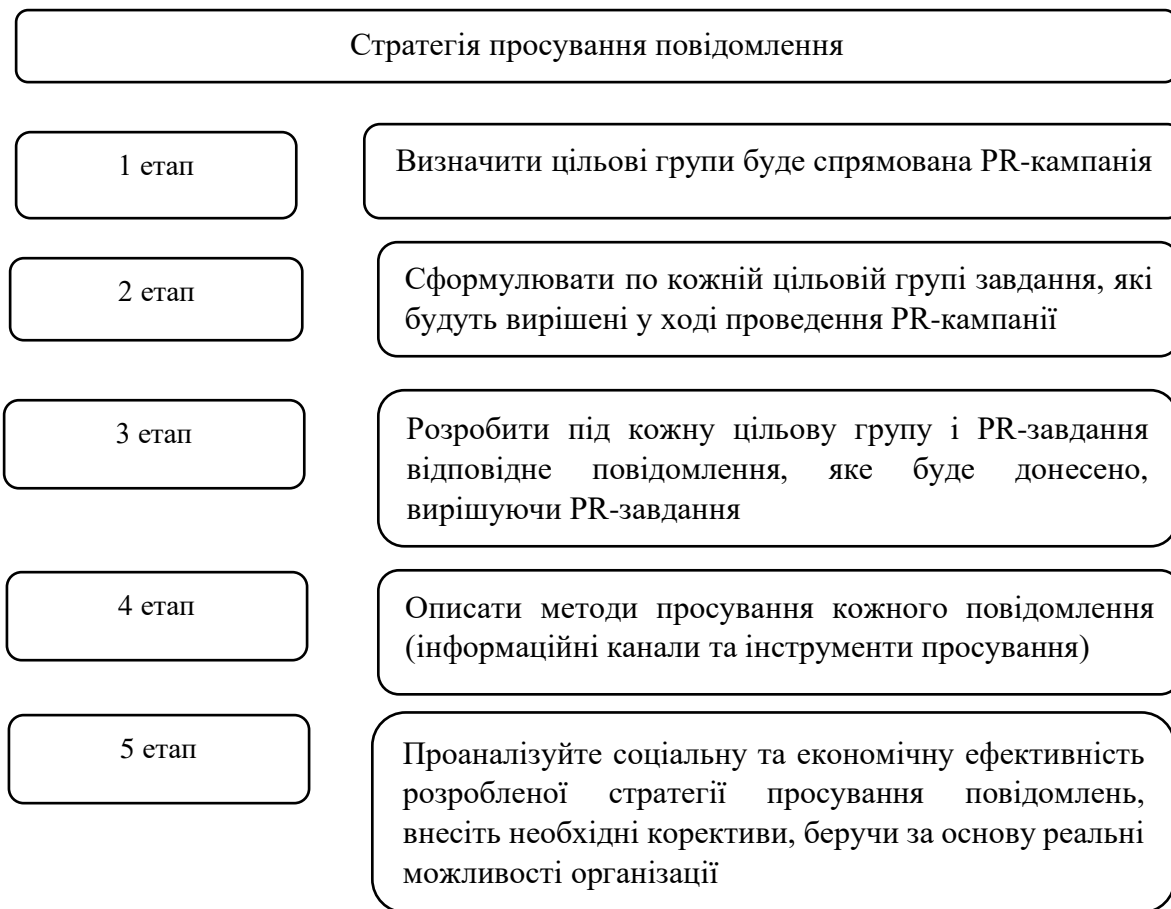 Стратегія просування повідомлення
1 етап
Визначити цільові групи буде спрямована PR-кампанія
2 етап
Сформулювати по кожній цільовій групі завдання, які
будуть вирішені у ході проведення PR-кампанії
3 етап
Розробити під кожну цільову групу і PR-завдання
відповідне повідомлення, яке буде донесено,
вирішуючи PR-завдання
4 етап
Описати методи просування кожного повідомлення
(інформаційні канали та інструменти просування)
5 етап
Проаналізуйте соціальну та економічну ефективність
розробленої стратегії просування повідомлень,
внесіть необхідні корективи, беручи за основу реальні
можливості організації